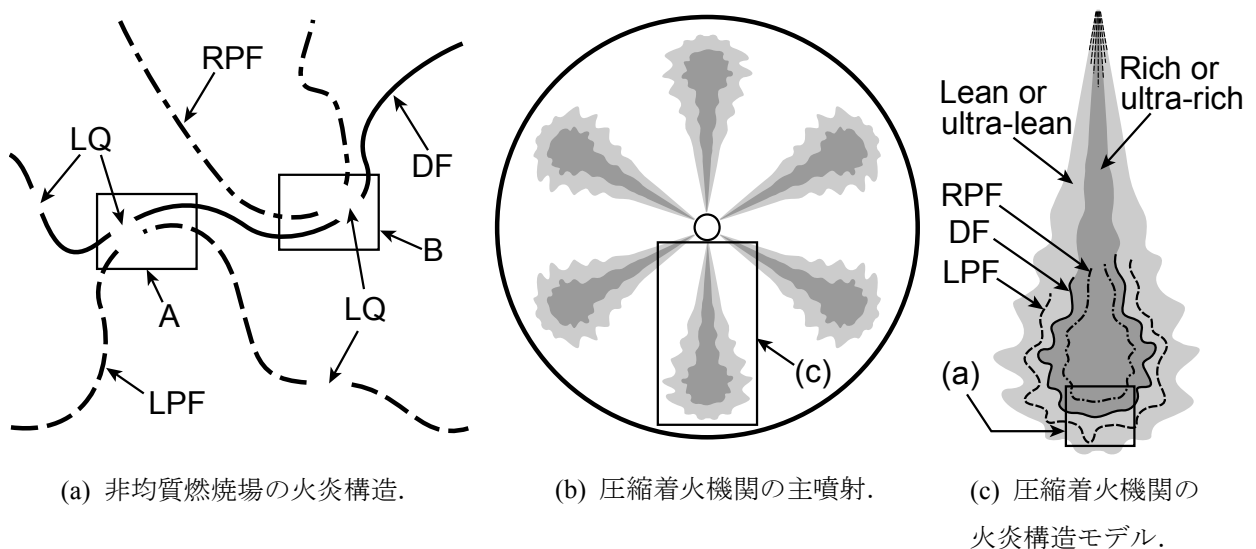 RPF
LQ
DF
A
B
LQ
LPF
(a) 非均質燃焼場の火炎構造.
(c)
(b) 圧縮着火機関の主噴射.
Lean or
ultra-lean
Rich or
ultra-rich
RPF
DF
LPF
(a)
(c) 圧縮着火機関の
火炎構造モデル.